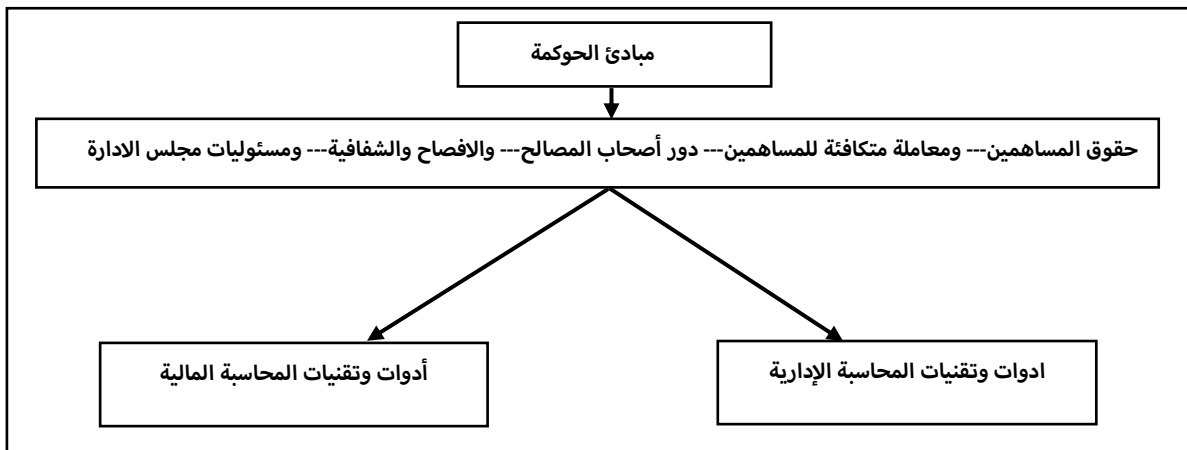 مبادئ الحوكمة
حقوق المساهمين--- ومعاملة متكافئة للمساهمين--- دور أصحاب المصالح--- والافصاح والشفافية--- ومسئوليات مجلس الادارة
ادوات وتقنيات المحاسبة الإدارية
أدوات وتقنيات المحاسبة المالية